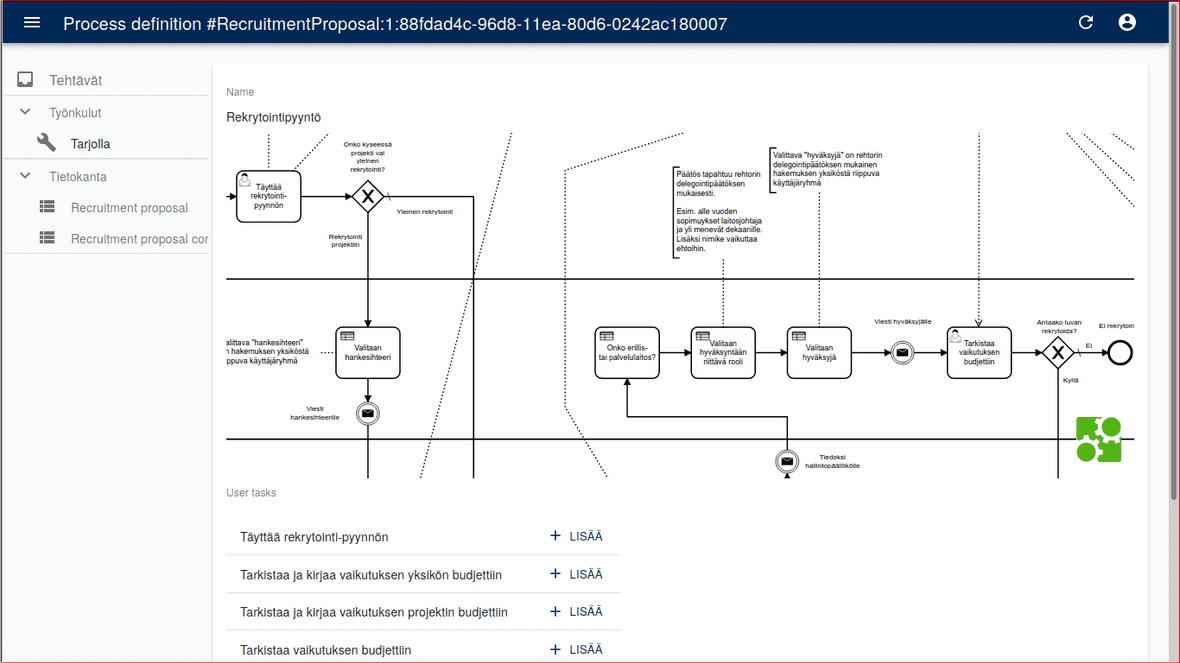 Process definition #RecruitmentProposal:1:88fdad4c-96d8-11ea-80d6-0242ac180007
Tehtävät
Työnkulut
Tarjolla
Tietokanta
Recruitment proposal
Recruitment proposal cor
Name
Rekrytointipyyntö
Täyttää
rekrytointi-
pyynnön
Onko kyseessä
projekti vai
yleinen
rekrytointi?
Yleinen rekrytointi
Rekrytointi
projektiin
Päätös tapahtuu rehtorin
delegointipäätöksen
mukaisesti.
Esim. alle vuoden
sopimuykset laitosjohtaja
ja yli menevät dekaanille.
Lisäksi nimike vaikuttaa
ehtoihin.
Valittava "hyväksyjä" on rehtorin
delegointipäätöksen mukainen
hakemuksen yksiköstä riippuva
käyttäjäryhmä
alittava "hankesihteeri"
n hakemuksen yksiköstä
ippuva käyttäjäryhmä
Valitaan
hankesihteeri
Viesti
hankesihteerille
Onko erillis-
tai palvelulaitos?
Valitaan
hyväksyntään
riittävä rooli
Valitaan
hyväksyjä
Viesti hyväksyjälle
Tarkistaa
vaikutuksen
budjettiin
Antaako luvan
rekrytoida?
Ei
Ei rekrytoin
Kyllä
Tiedoksi
hallintopäällikölle
User tasks
Täyttää rekrytointi-pyynnön + LISÄÄ
Tarkistaa ja kirjaa vaikutuksen yksikön budjettiin + LISÄÄ
Tarkistaa ja kirjaa vaikutuksen projektin budjettiin + LISÄÄ
Tarkistaa vaikutuksen budjettiin + LISÄÄ